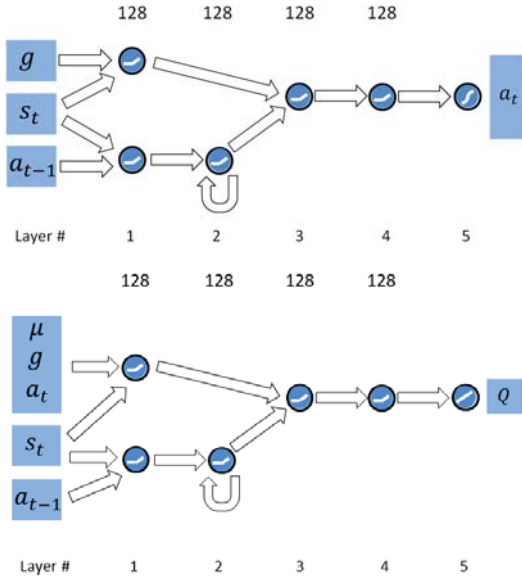 128 128 128 128
g
s_t
a_{t-1}
a_t
Layer # 1 2 3 4 5
128 128 128 128
μ
g
a_t
s_t
a_{t-1}
Q
Layer # 1 2 3 4 5